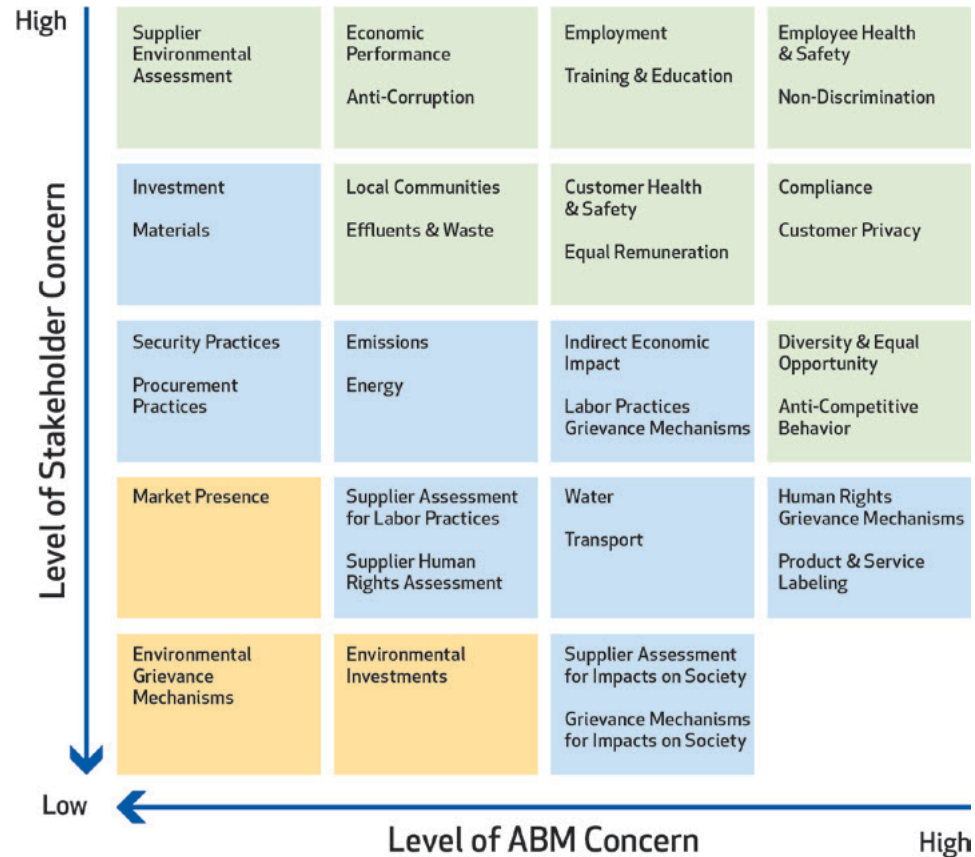 High
Supplier
Environmental
Assessment
Economic
Performance
Anti-Corruption
Employment
Training & Education
Employee Health
& Safety
Non-Discrimination
Investment
Materials
Local Communities
Effluents & Waste
Customer Health
& Safety
Equal Remuneration
Compliance
Customer Privacy
Level of Stakeholder Concern
Security Practices
Procurement
Practices
Emissions
Energy
Indirect Economic
Impact
Labor Practices
Grievance Mechanisms
Diversity & Equal
Opportunity
Anti-Competitive
Behavior
Market Presence
Supplier Assessment
for Labor Practices
Supplier Human
Rights Assessment
Water
Transport
Human Rights
Grievance Mechanisms
Product & Service
Labeling
Environmental
Grievance
Mechanisms
Environmental
Investments
Supplier Assessment
for Impacts on Society
Grievance Mechanisms
for Impacts on Society
Low
Level of ABM Concern
High